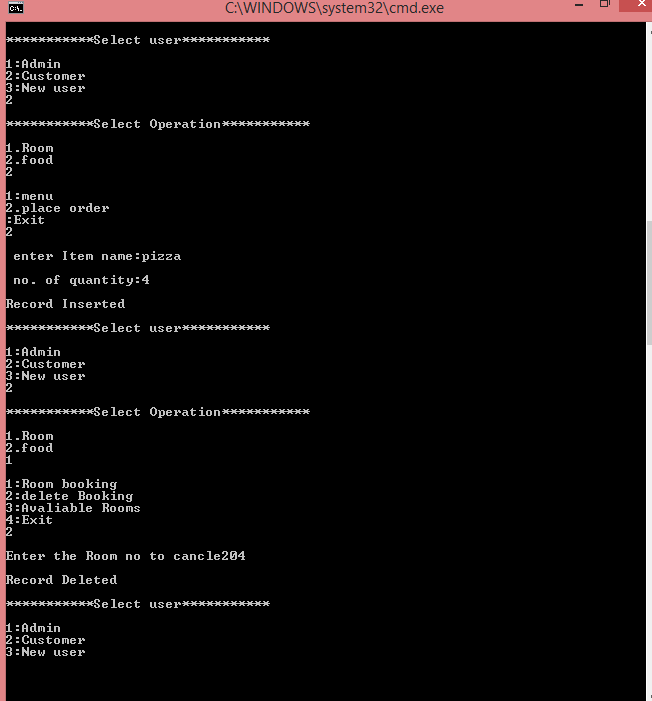 C:\WINDOWS\system32\cmd.exe
***********Select user***********
1:Admin
2:Customer
3:New user
2
***********Select Operation***********
1.Room
2.food
2
1:menu
2.place order
:Exit
2
enter Item name:pizza
no. of quantity:4
Record Inserted
***********Select user***********
1:Admin
2:Customer
3:New user
2
***********Select Operation***********
1.Room
2.food
1
1:Room booking
2:delete Booking
3:Avaliable Rooms
4:Exit
2
Enter the Room no to cancle204
Record Deleted
***********Select user***********
1:Admin
2:Customer
3:New user